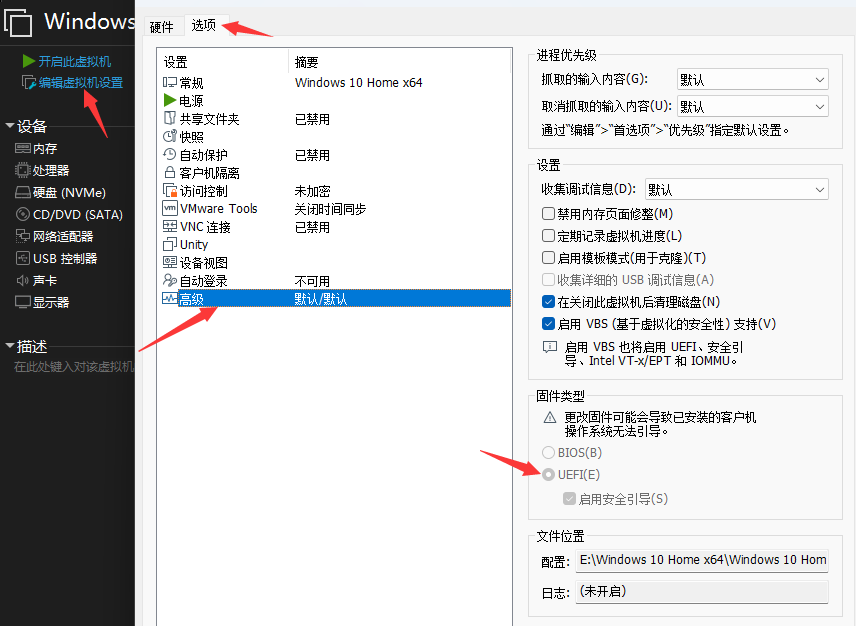 Windows
开启此虚拟机
编辑虚拟机设置
设备
内存
处理器
硬盘 (NVMe)
CD/DVD (SATA)
网络适配器
USB 控制器
声卡
显示器
描述
在此处键入对该虚拟机
硬件 选项
设置 摘要
常规 Windows 10 Home x64
电源
共享文件夹 已禁用
快照
自动保护 已禁用
客户机隔离
访问控制 未加密
VMware Tools 关闭时间同步
VNC 连接 已禁用
Unity
设备视图
自动登录 不可用
高级 默认/默认
进程优先级
抓取的输入内容(G): 默认
取消抓取的输入内容(U): 默认
通过“编辑”>“首选项”>“优先级”指定默认设置。
设置
收集调试信息(D): 默认
禁用内存页面修整(M)
定期记录虚拟机进度(L)
启用模板模式(用于克隆)(T)
收集详细的 USB 调试信息(A)
在关闭此虚拟机后清理磁盘(N)
启用 VBS (基于虚拟化的安全性) 支持(V)
启用 VBS 也将启用 UEFI、安全引
导、Intel VT-x/EPT 和 IOMMU。
固件类型
更改固件可能会导致已安装的客户机
操作系统无法引导。
BIOS(B)
UEFI(E)
启用安全引导(S)
文件位置
配置: E:\Windows 10 Home x64\Windows 10 Hom
日志: (未开启)